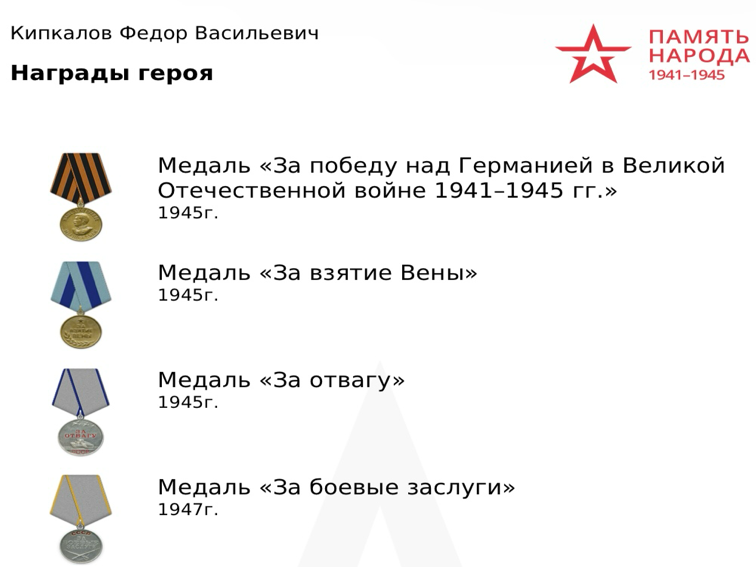 Кипкалов Федор Васильевич
Награды героя
ПАМЯТЬ
НАРОДА
1941–1945
Медаль «За победу над Германией в Великой
Отечественной войне 1941–1945 гг.»
1945г.
Медаль «За взятие Вены»
1945г.
Медаль «За отвагу»
1945г.
Медаль «За боевые заслуги»
1947г.